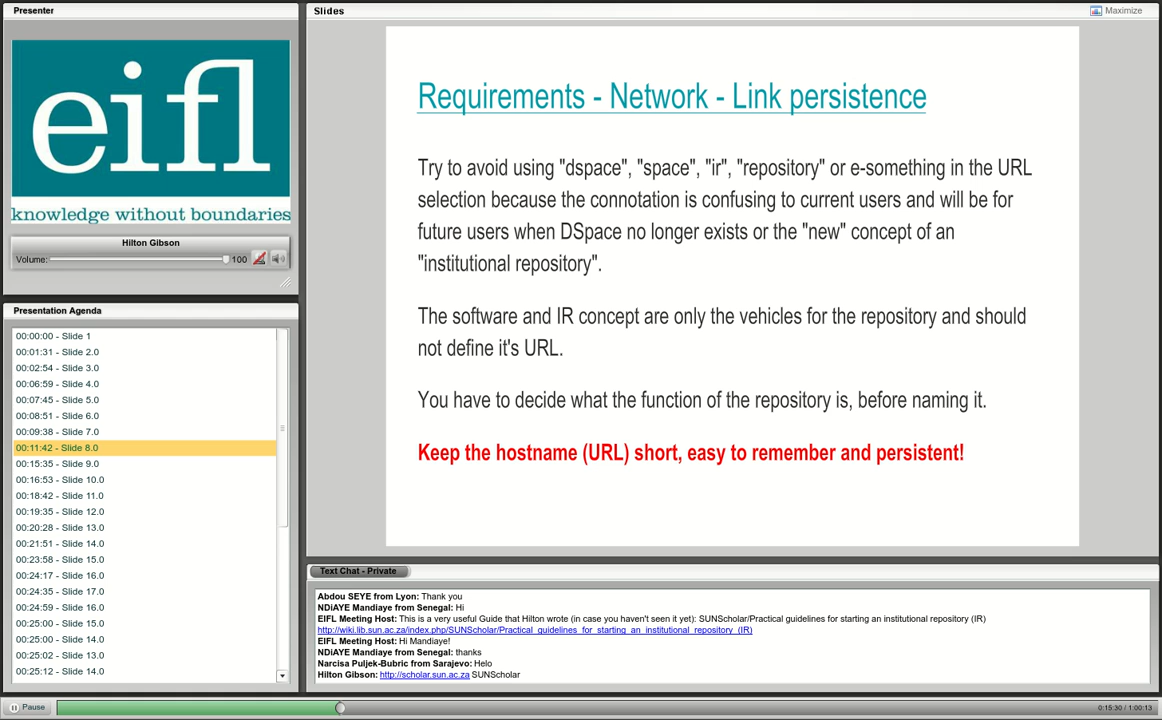 Presenter
eifl
knowledge without boundaries
Hilton Gibson
Volume: 100
Presentation Agenda
00:00:00 - Slide 1
00:01:31 - Slide 2.0
00:02:54 - Slide 3.0
00:06:59 - Slide 4.0
00:07:45 - Slide 5.0
00:08:51 - Slide 6.0
00:09:38 - Slide 7.0
00:11:42 - Slide 8.0
00:15:35 - Slide 9.0
00:16:53 - Slide 10.0
00:18:42 - Slide 11.0
00:19:35 - Slide 12.0
00:20:28 - Slide 13.0
00:21:51 - Slide 14.0
00:23:58 - Slide 15.0
00:24:17 - Slide 16.0
00:24:35 - Slide 17.0
00:24:59 - Slide 16.0
00:25:00 - Slide 15.0
00:25:00 - Slide 14.0
00:25:02 - Slide 13.0
00:25:12 - Slide 14.0
Slides
Maximize
Requirements - Network - Link persistence
Try to avoid using "dspace", "space", "ir", "repository" or e-something in the URL
selection because the connotation is confusing to current users and will be for
future users when DSpace no longer exists or the "new" concept of an
"institutional repository".
The software and IR concept are only the vehicles for the repository and should
not define it's URL.
You have to decide what the function of the repository is, before naming it.
Keep the hostname (URL) short, easy to remember and persistent!
Text Chat - Private
Abdou SEYE from Lyon: Thank you
NDiAYE Mandiaye from Senegal: Hi
EIFL Meeting Host: This is a very useful Guide that Hilton wrote (in case you haven't seen it yet): SUNScholar/Practical guidelines for starting an institutional repository (IR)
http://wiki.lib.sun.ac.za/index.php/SUNScholar/Practical_guidelines_for_starting_an_institutional_repository_(IR)
EIFL Meeting Host: Hi Mandiaye!
NDiAYE Mandiaye from Senegal: thanks
Narcisa Puljek-Bubric from Sarajevo: Helo
Hilton Gibson: http://scholar.sun.ac.za SUNScholar
Pause
0:15:30 / 1:00:13